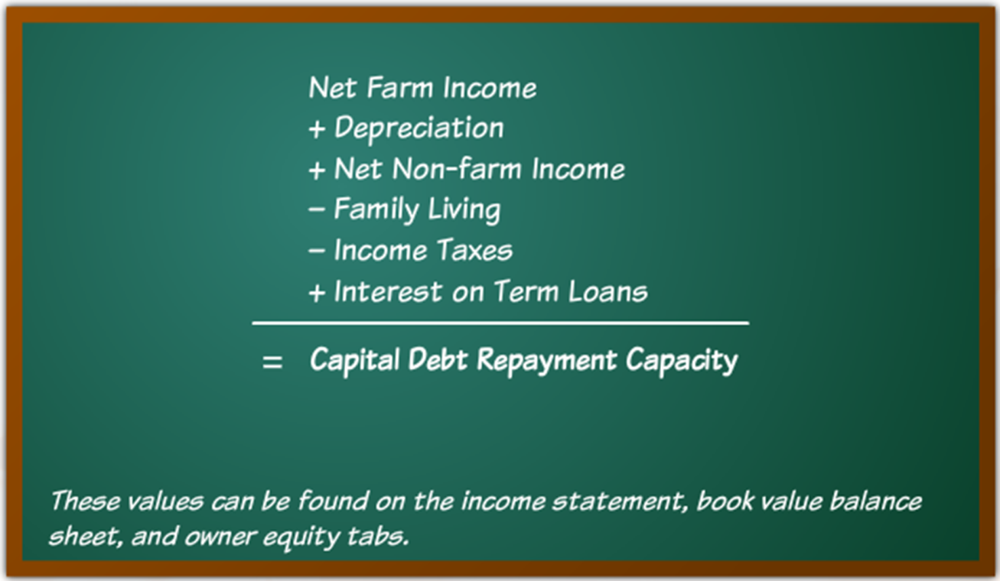 Net Farm Income
+ Depreciation
+ Net Non-farm Income
– Family Living
– Income Taxes
+ Interest on Term Loans
= Capital Debt Repayment Capacity
These values can be found on the income statement, book value balance
sheet, and owner equity tabs.